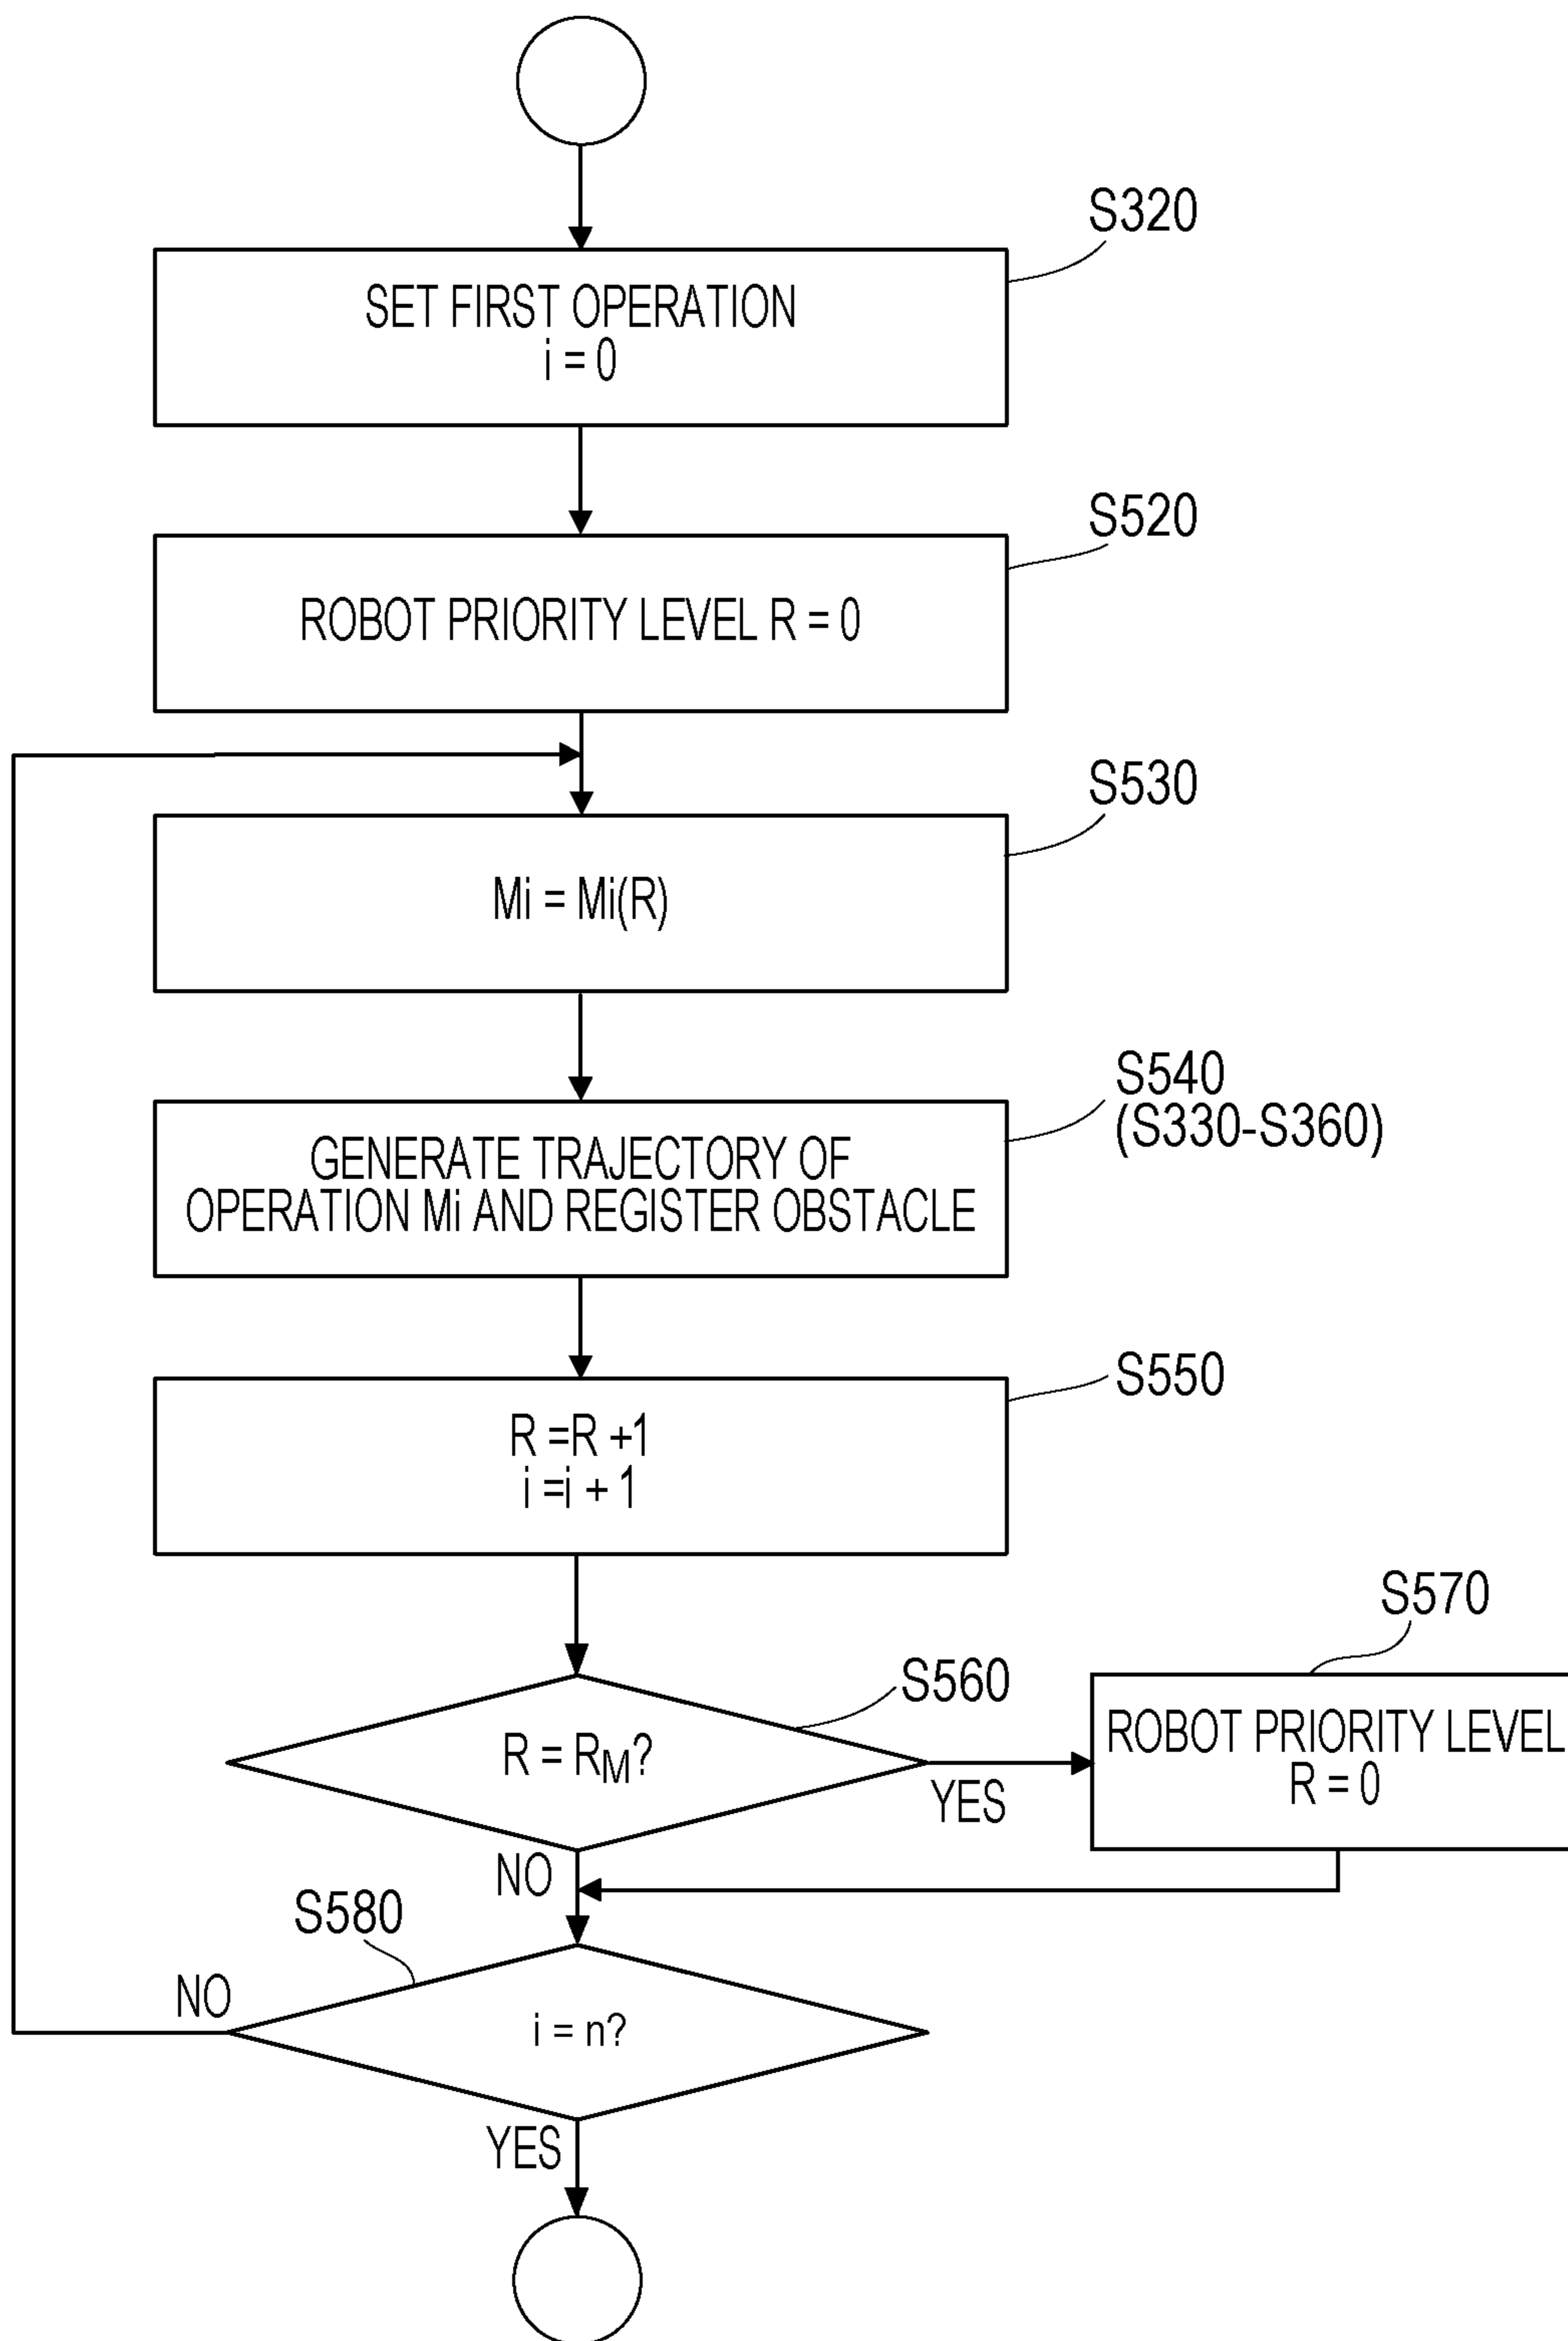 S320
SET FIRST OPERATION
i = 0
S520
ROBOT PRIORITY LEVEL R = 0
S530
Mi = Mi(R)
S540
(S330-S360)
GENERATE TRAJECTORY OF
OPERATION Mi AND REGISTER OBSTACLE
S550
R =R +1
i =i + 1
S560
R = RM?
YES
NO
S570
ROBOT PRIORITY LEVEL
R = 0
S580
i = n?
NO
YES